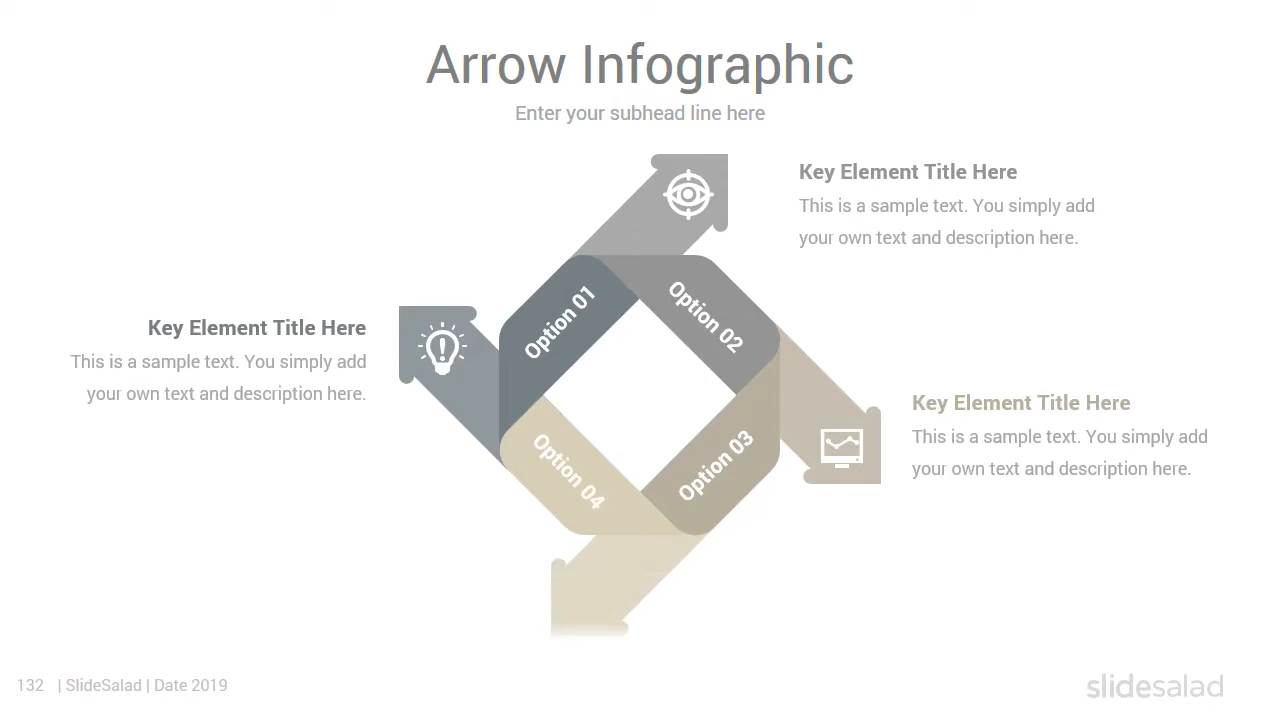 Arrow Infographic
Enter your subhead line here
Key Element Title Here
This is a sample text. You simply add
your own text and description here.
Option 01
Option 02
Key Element Title Here
This is a sample text. You simply add
your own text and description here.
Key Element Title Here
This is a sample text. You simply add
your own text and description here.
Option 03
Option 04
132 | SlideSalad | Date 2019
slidesalad